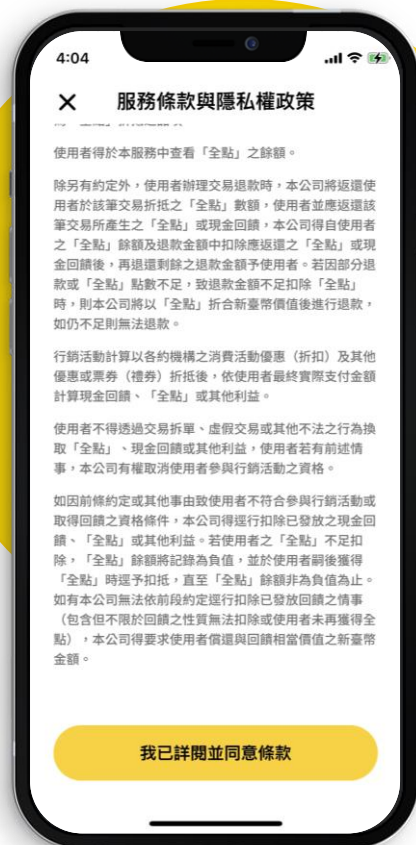 4:04
服務條款與隱私權政策
使用者得於本服務中查看「全點」之餘額。
除另有約定外，使用者辦理交易退款時，本公司將返還使
用者於該筆交易折抵之「全點」數額，使用者並應返還該
筆交易所產生之「全點」或現金回饋，本公司得自使用者
之「全點」餘額及退款金額中扣除應返還之「全點」或現
金回饋後，再退還剩餘之退款金額予使用者。若因部分退
款或「全點」點數不足，致退款金額不足扣除「全點」
時，則本公司將以「全點」折合新臺幣價值後進行退款，
如仍不足則無法退款。
行銷活動計算以各約機構之消費活動優惠（折扣）及其他
優惠或票券（禮券）折抵後，依使用者最終實際支付金額
計算現金回饋、「全點」或其他利益。
使用者不得透過交易拆單、虛假交易或其他不法之行為換
取「全點」、現金回饋或其他利益，使用者若有前述情
事，本公司有權取消使用者參與行銷活動之資格。
如因前條約定或其他事由致使用者不符合參與行銷活動或
取得回饋之資格條件，本公司得逕行扣除已發放之現金回
饋、「全點」或其他利益。若使用者之「全點」不足扣
除，「全點」餘額將記錄為負值，並於使用者嗣後獲得
「全點」時逕予扣抵，直至「全點」餘額非為負值為止。
如有本公司無法依前段約定逕行扣除已發放回饋之情事
（包含但不限於回饋之性質無法扣除或使用者未再獲得全
點），本公司得要求使用者償還與回饋相當價值之新臺幣
金額。
我已詳閱並同意條款